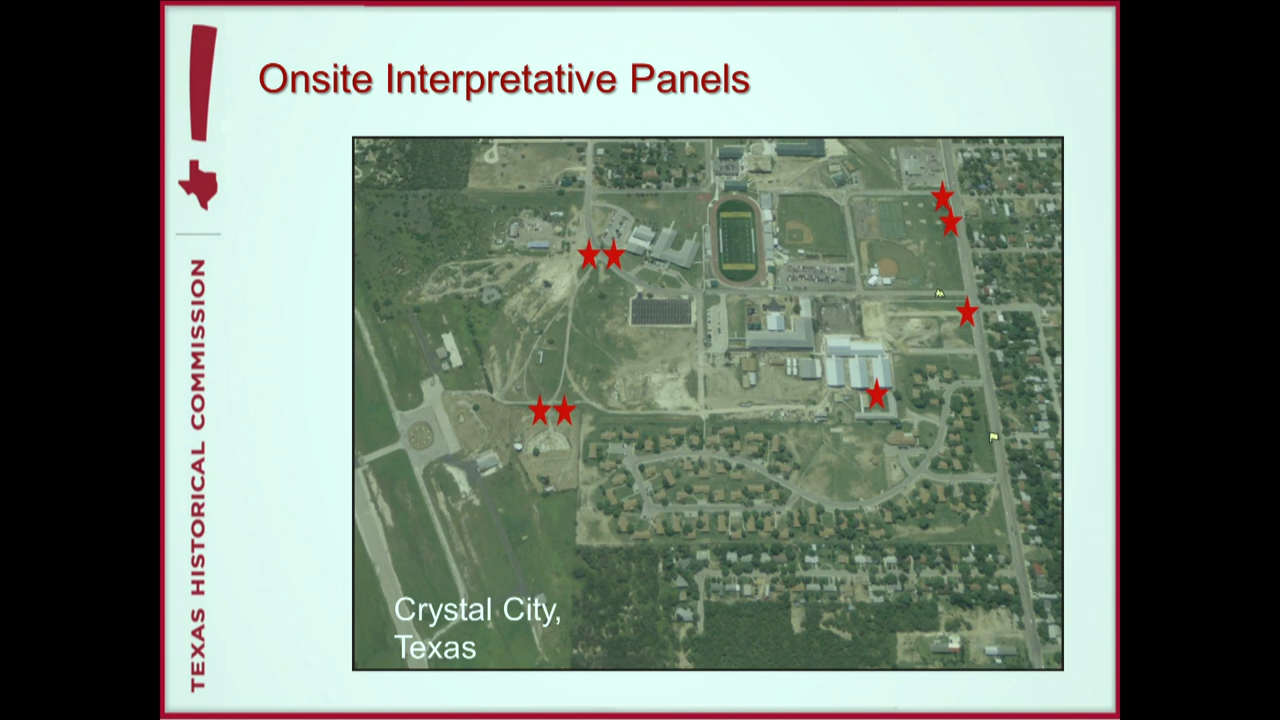 Onsite Interpretative Panels
TEXAS HISTORICAL COMMISSION
Crystal City,
Texas